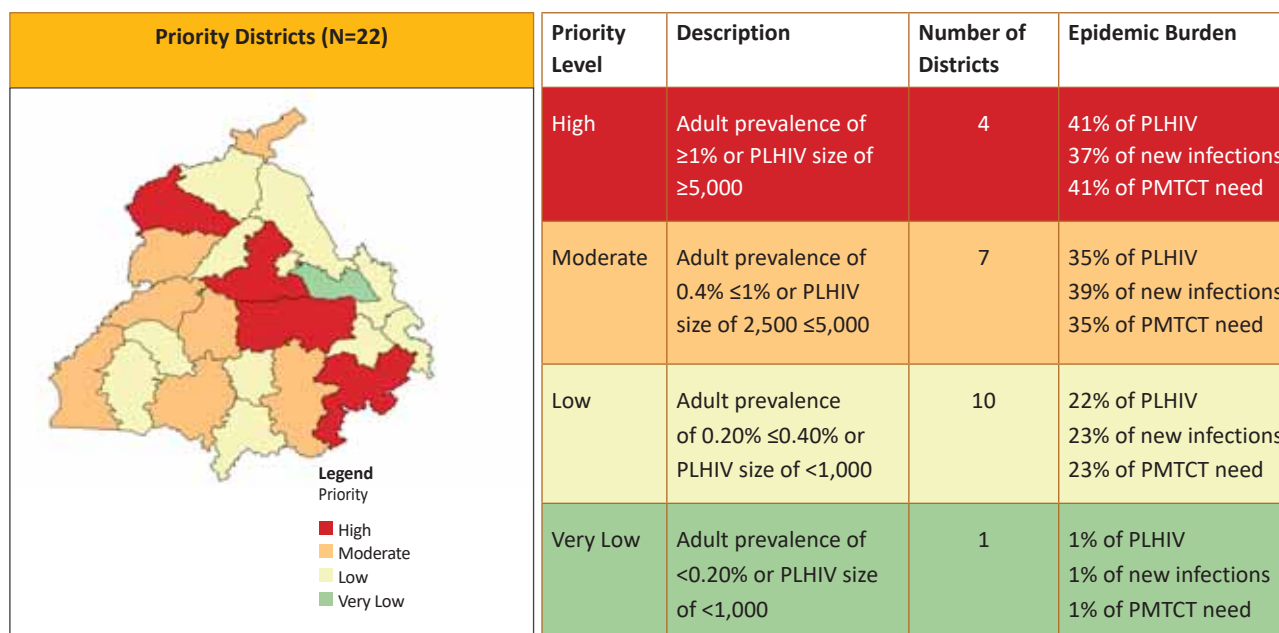 Priority Districts (N=22)
Legend
Priority
High
Moderate
Low
Very Low
Priority Level
Description
Number of Districts
Epidemic Burden
High
Adult prevalence of
≥1% or PLHIV size of
≥5,000
4
41% of PLHIV
37% of new infections
41% of PMTCT need
Moderate
Adult prevalence of
0.4% ≤1% or PLHIV
size of 2,500 ≤5,000
7
35% of PLHIV
39% of new infections
35% of PMTCT need
Low
Adult prevalence
of 0.20% ≤0.40% or
PLHIV size of <1,000
10
22% of PLHIV
23% of new infections
23% of PMTCT need
Very Low
Adult prevalence of
<0.20% or PLHIV size
of <1,000
1
1% of PLHIV
1% of new infections
1% of PMTCT need